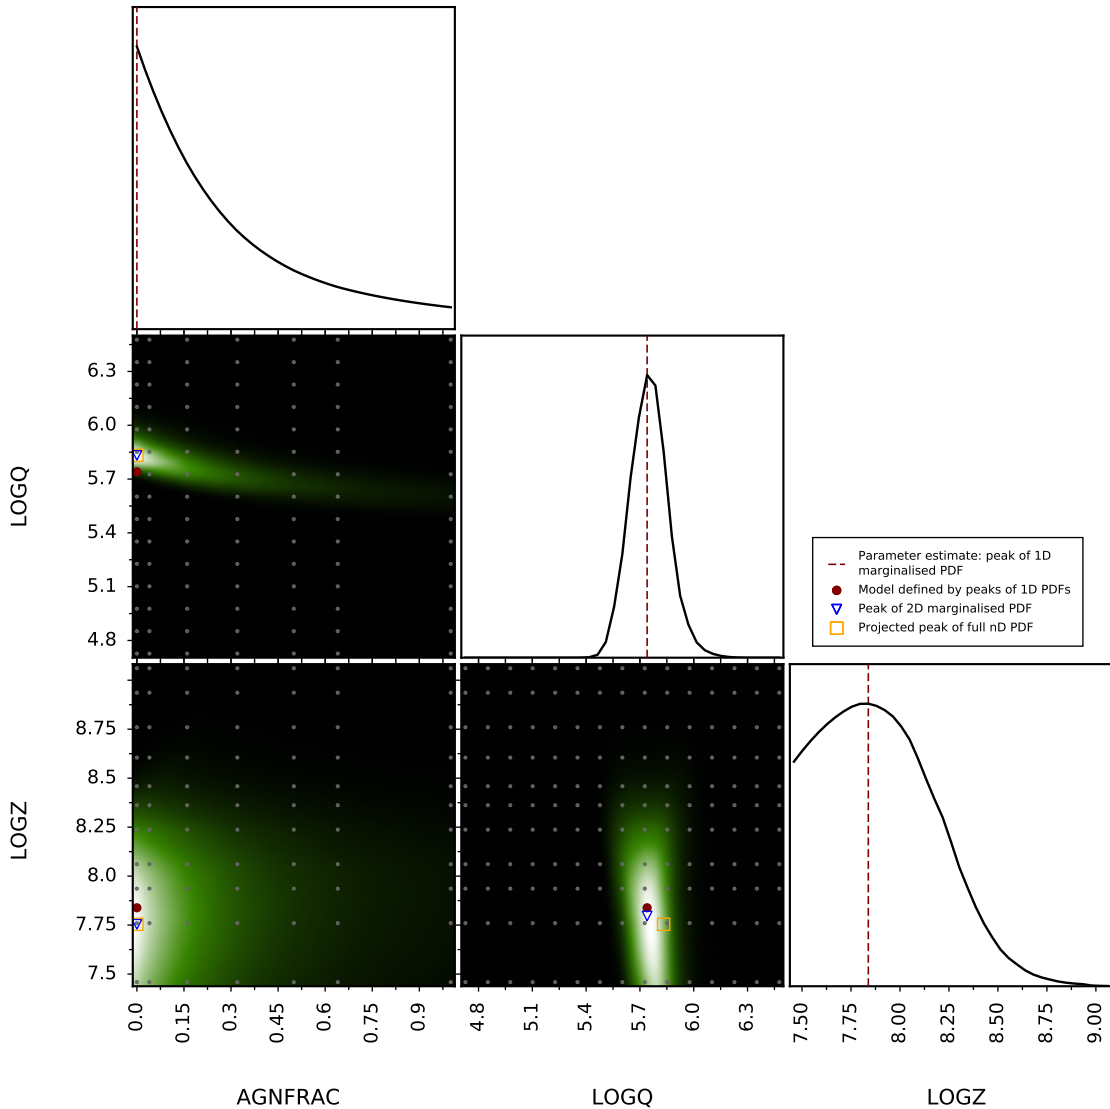 LOGQ
6.3
6.0
5.7
5.4
5.1
4.8
Parameter estimate: peak of 1D
marginalised PDF
Model defined by peaks of 1D PDFs
Peak of 2D marginalised PDF
Projected peak of full nD PDF
LOGZ
8.75
8.5
8.25
8.0
7.75
7.5
0.0 0.15 0.3 0.45 0.6 0.75 0.9
4.8 5.1 5.4 5.7 6.0 6.3
7.50 7.75 8.00 8.25 8.50 8.75 9.00
AGNFRAC LOGQ LOGZ